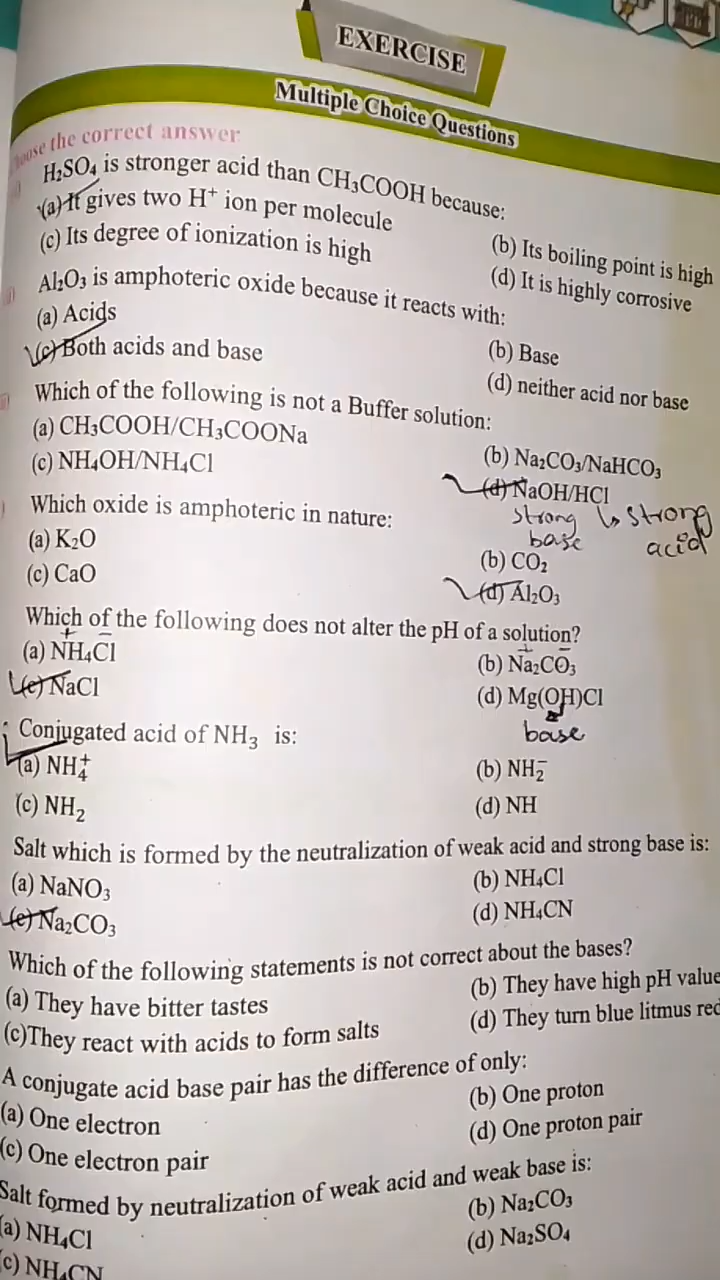 EXERCISE
Multiple Choice Questions
the correct answer
H₂SO₄ is stronger acid than CH₃COOH because:
(a) It gives two H⁺ ion per molecule
(b) Its boiling point is high
(c) Its degree of ionization is high
(d) It is highly corrosive
Al₂O₃ is amphoteric oxide because it reacts with:
(a) Acids
(b) Base
(c) Both acids and base
(d) neither acid nor base
Which of the following is not a Buffer solution:
(a) CH₃COOH/CH₃COONa
(b) Na₂CO₃/NaHCO₃
(c) NH₄OH/NH₄Cl
(d) NaOH/HCl
strong base ↳ strong acid
Which oxide is amphoteric in nature:
(a) K₂O
(b) CO₂
(c) CaO
(d) Al₂O₃
Which of the following does not alter the pH of a solution?
(a) NH₄Cl
+ −
(b) Na₂CO₃
+ −
(c) NaCl
(d) Mg(OH)Cl
base
Conjugated acid of NH₃ is:
(a) NH₄⁺
(b) NH₂⁻
(c) NH₂
(d) NH
Salt which is formed by the neutralization of weak acid and strong base is:
(a) NaNO₃
(b) NH₄Cl
(c) Na₂CO₃
(d) NH₄CN
Which of the following statements is not correct about the bases?
(a) They have bitter tastes
(b) They have high pH value
(c)They react with acids to form salts
(d) They turn blue litmus red
A conjugate acid base pair has the difference of only:
(a) One electron
(b) One proton
(c) One electron pair
(d) One proton pair
Salt formed by neutralization of weak acid and weak base is:
(a) NH₄Cl
(b) Na₂CO₃
(c) NH₄CN
(d) Na₂SO₄